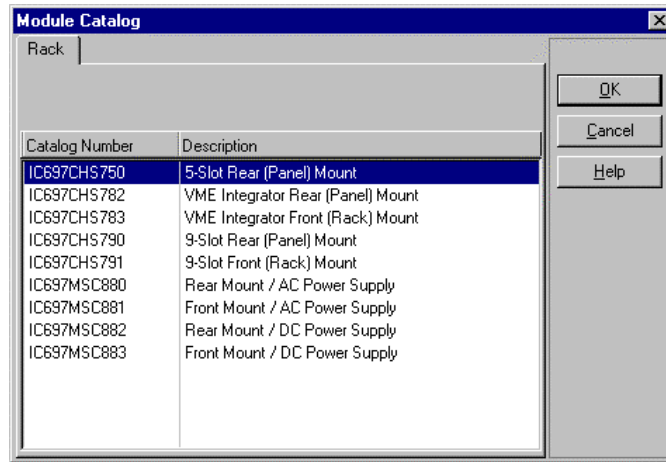 Module Catalog
Rack
OK
Cancel
Help
Catalog Number Description
IC697CHS750 5-Slot Rear (Panel) Mount
IC697CHS782 VME Integrator Rear (Panel) Mount
IC697CHS783 VME Integrator Front (Rack) Mount
IC697CHS790 9-Slot Rear (Panel) Mount
IC697CHS791 9-Slot Front (Rack) Mount
IC697MSC880 Rear Mount / AC Power Supply
IC697MSC881 Front Mount / AC Power Supply
IC697MSC882 Rear Mount / DC Power Supply
IC697MSC883 Front Mount / DC Power Supply